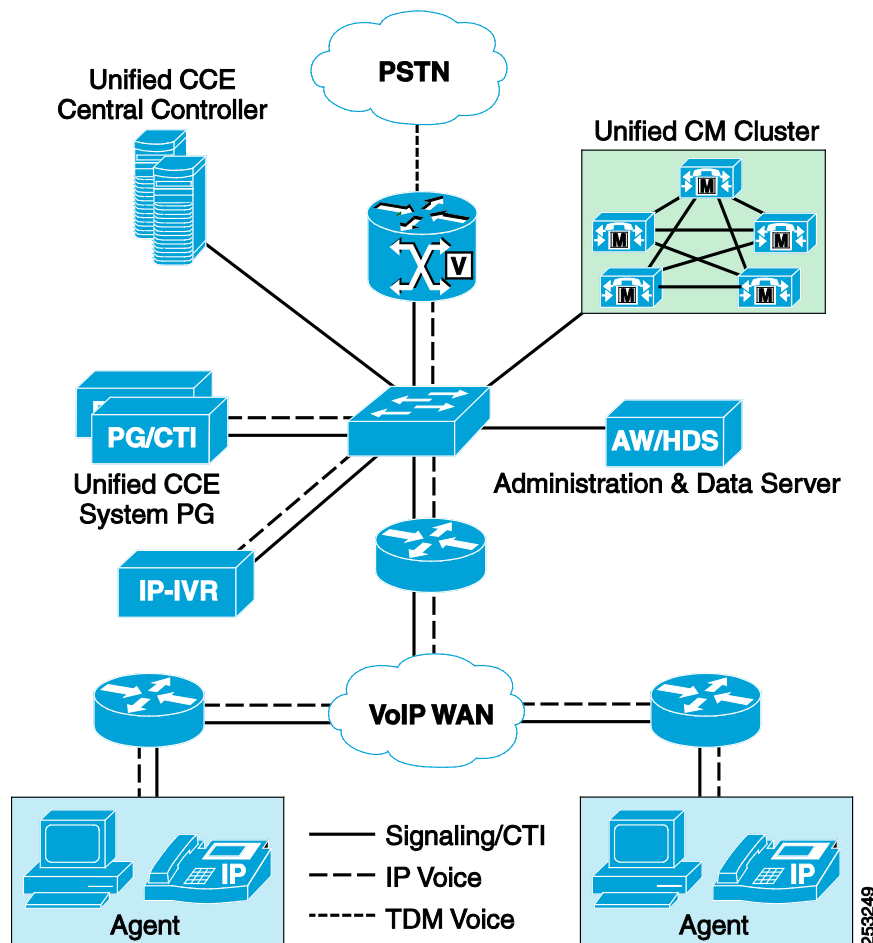 PSTN
Unified CCE
Central Controller
Unified CM Cluster
M
M
M
M
M
V
PG/CTI
Unified CCE
System PG
AW/HDS
Administration & Data Server
IP-IVR
VoIP WAN
IP
Agent
Signaling/CTI
IP Voice
TDM Voice
IP
Agent
253249